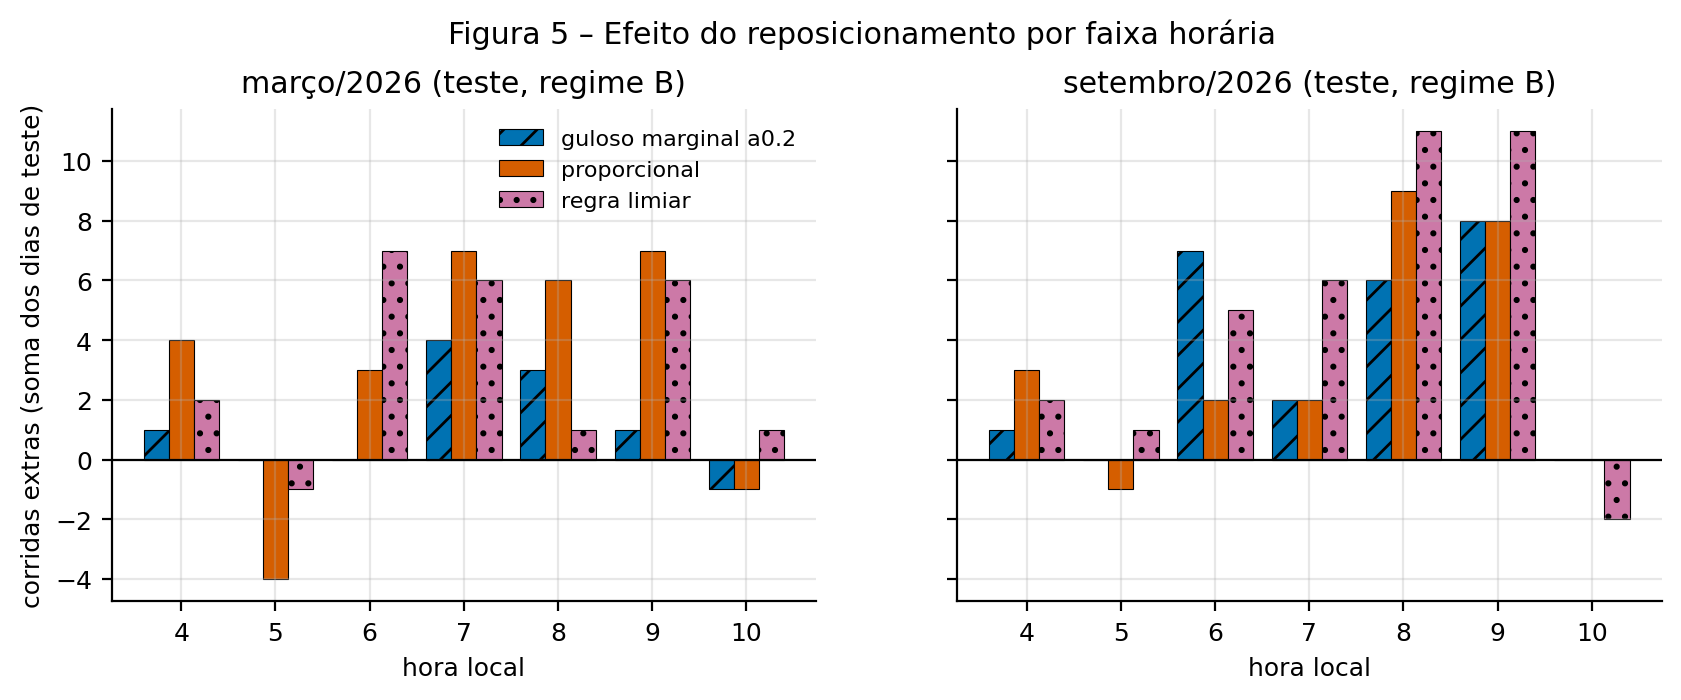 Figura 5 – Efeito do reposicionamento por faixa horária
março/2026 (teste, regime B)
corridas extras (soma dos dias de teste)
10
8
6
4
2
0
−2
−4
guloso marginal a0.2
proporcional
regra limiar
4 5 6 7 8 9 10
hora local
setembro/2026 (teste, regime B)
4 5 6 7 8 9 10
hora local